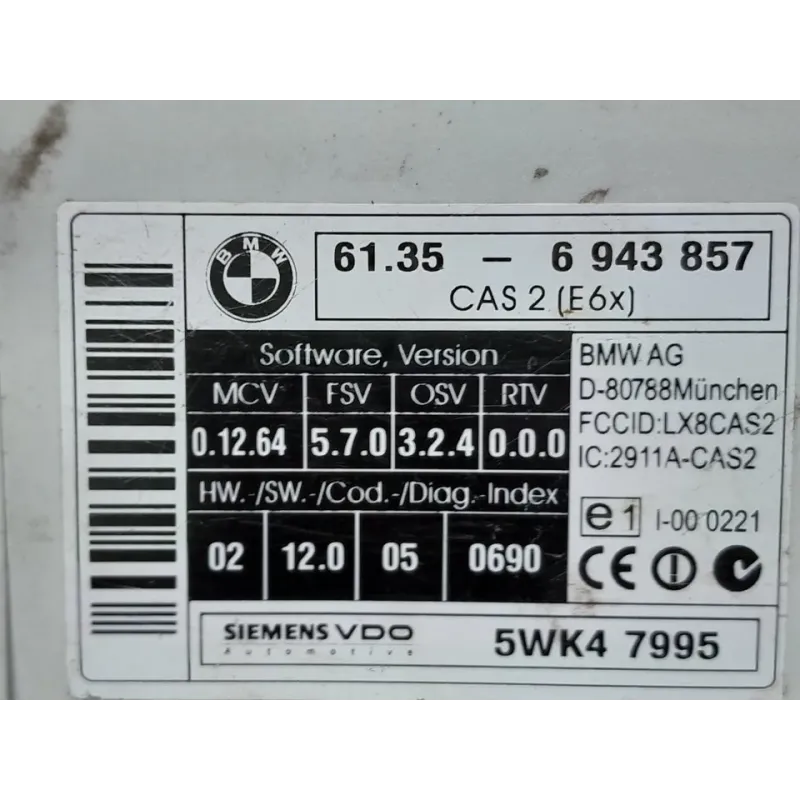 BMW
61.35 – 6 943 857
CAS 2 (E6x)
Software, Version
MCV FSV OSV RTV
0.12.64 5.7.0 3.2.4 0.0.0
HW.-/SW.-/Cod.-/Diag.-Index
02 12.0 05 0690
BMW AG
D-80788München
FCCID:LX8CAS2
IC:2911A-CAS2
e1 I-00 0221
CE
SIEMENS VDO
Automotive
5WK4 7995